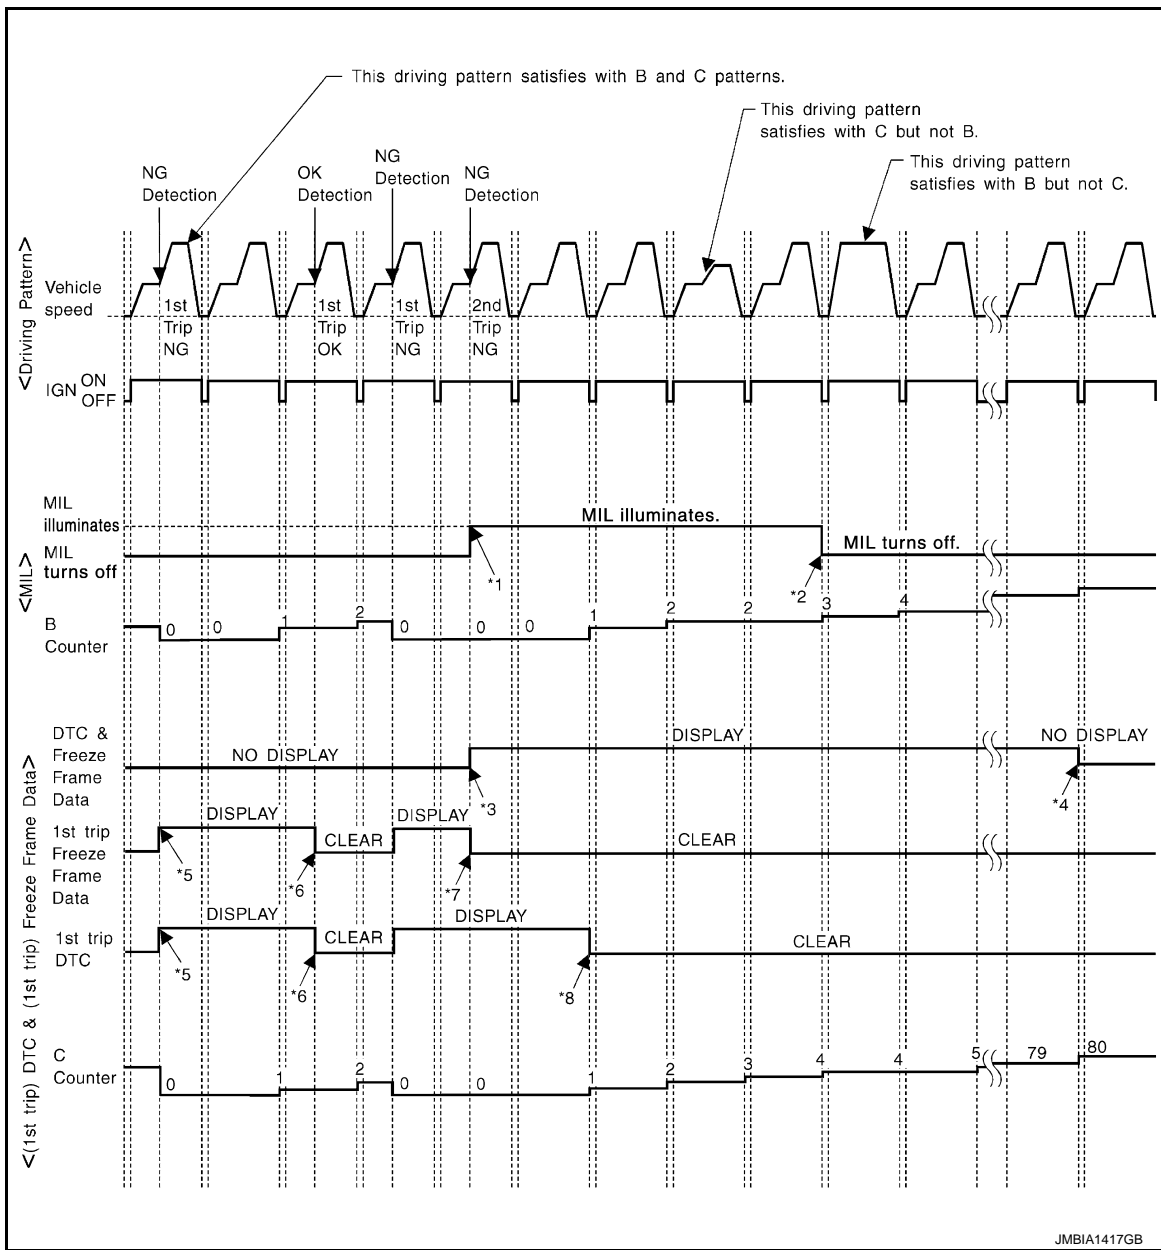 This driving pattern satisfies with B and C patterns.
This driving pattern
satisfies with C but not B.
This driving pattern
satisfies with B but not C.
NG
Detection
OK
Detection
NG
Detection
NG
Detection
<Driving Pattern>
Vehicle
speed
1st
Trip
NG
1st
Trip
OK
1st
Trip
NG
2nd
Trip
NG
IGN ON
OFF
<MIL>
MIL
illuminates
MIL illuminates.
MIL
turns off
MIL turns off.
*1
*2
B
Counter
0 0 1 2 0 0 0 1 2 2 3 4
<(1st trip) DTC & (1st trip) Freeze Frame Data>
DTC &
Freeze
Frame
Data
NO DISPLAY
DISPLAY
NO DISPLAY
*3
*4
1st trip
Freeze
Frame
Data
DISPLAY
CLEAR
DISPLAY
CLEAR
*5
*6
*7
1st trip
DTC
DISPLAY
CLEAR
DISPLAY
CLEAR
*5
*6
*8
C
Counter
0 1 2 0 0 1 2 3 4 4 5 79 80
JMBIA1417GB